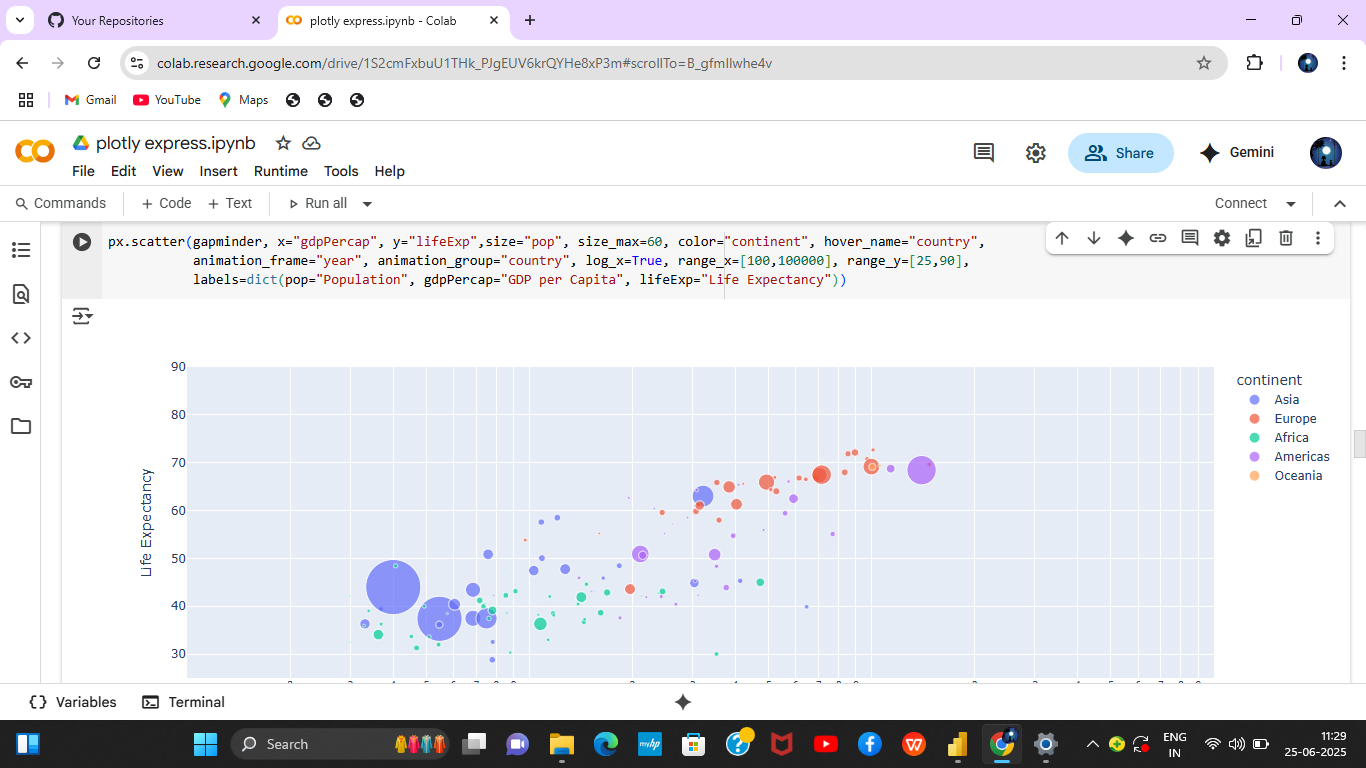 Your Repositories
plotly express.ipynb - Colab
colab.research.google.com/drive/1S2cmFxbuU1THk_PJgEUV6krQYHe8xP3m#scrollTo=B_gfmIlwhe4v
Gmail
YouTube
Maps
plotly express.ipynb
Share
Gemini
File Edit View Insert Runtime Tools Help
Commands + Code + Text Run all Connect
px.scatter(gapminder, x="gdpPercap", y="lifeExp",size="pop", size_max=60, color="continent", hover_name="country",
animation_frame="year", animation_group="country", log_x=True, range_x=[100,100000], range_y=[25,90],
labels=dict(pop="Population", gdpPercap="GDP per Capita", lifeExp="Life Expectancy"))
90
80
70
60
50
40
30
Life Expectancy
continent
Asia
Europe
Africa
Americas
Oceania
Variables Terminal
Search
myhp
ENG
IN
11:29
25-06-2025